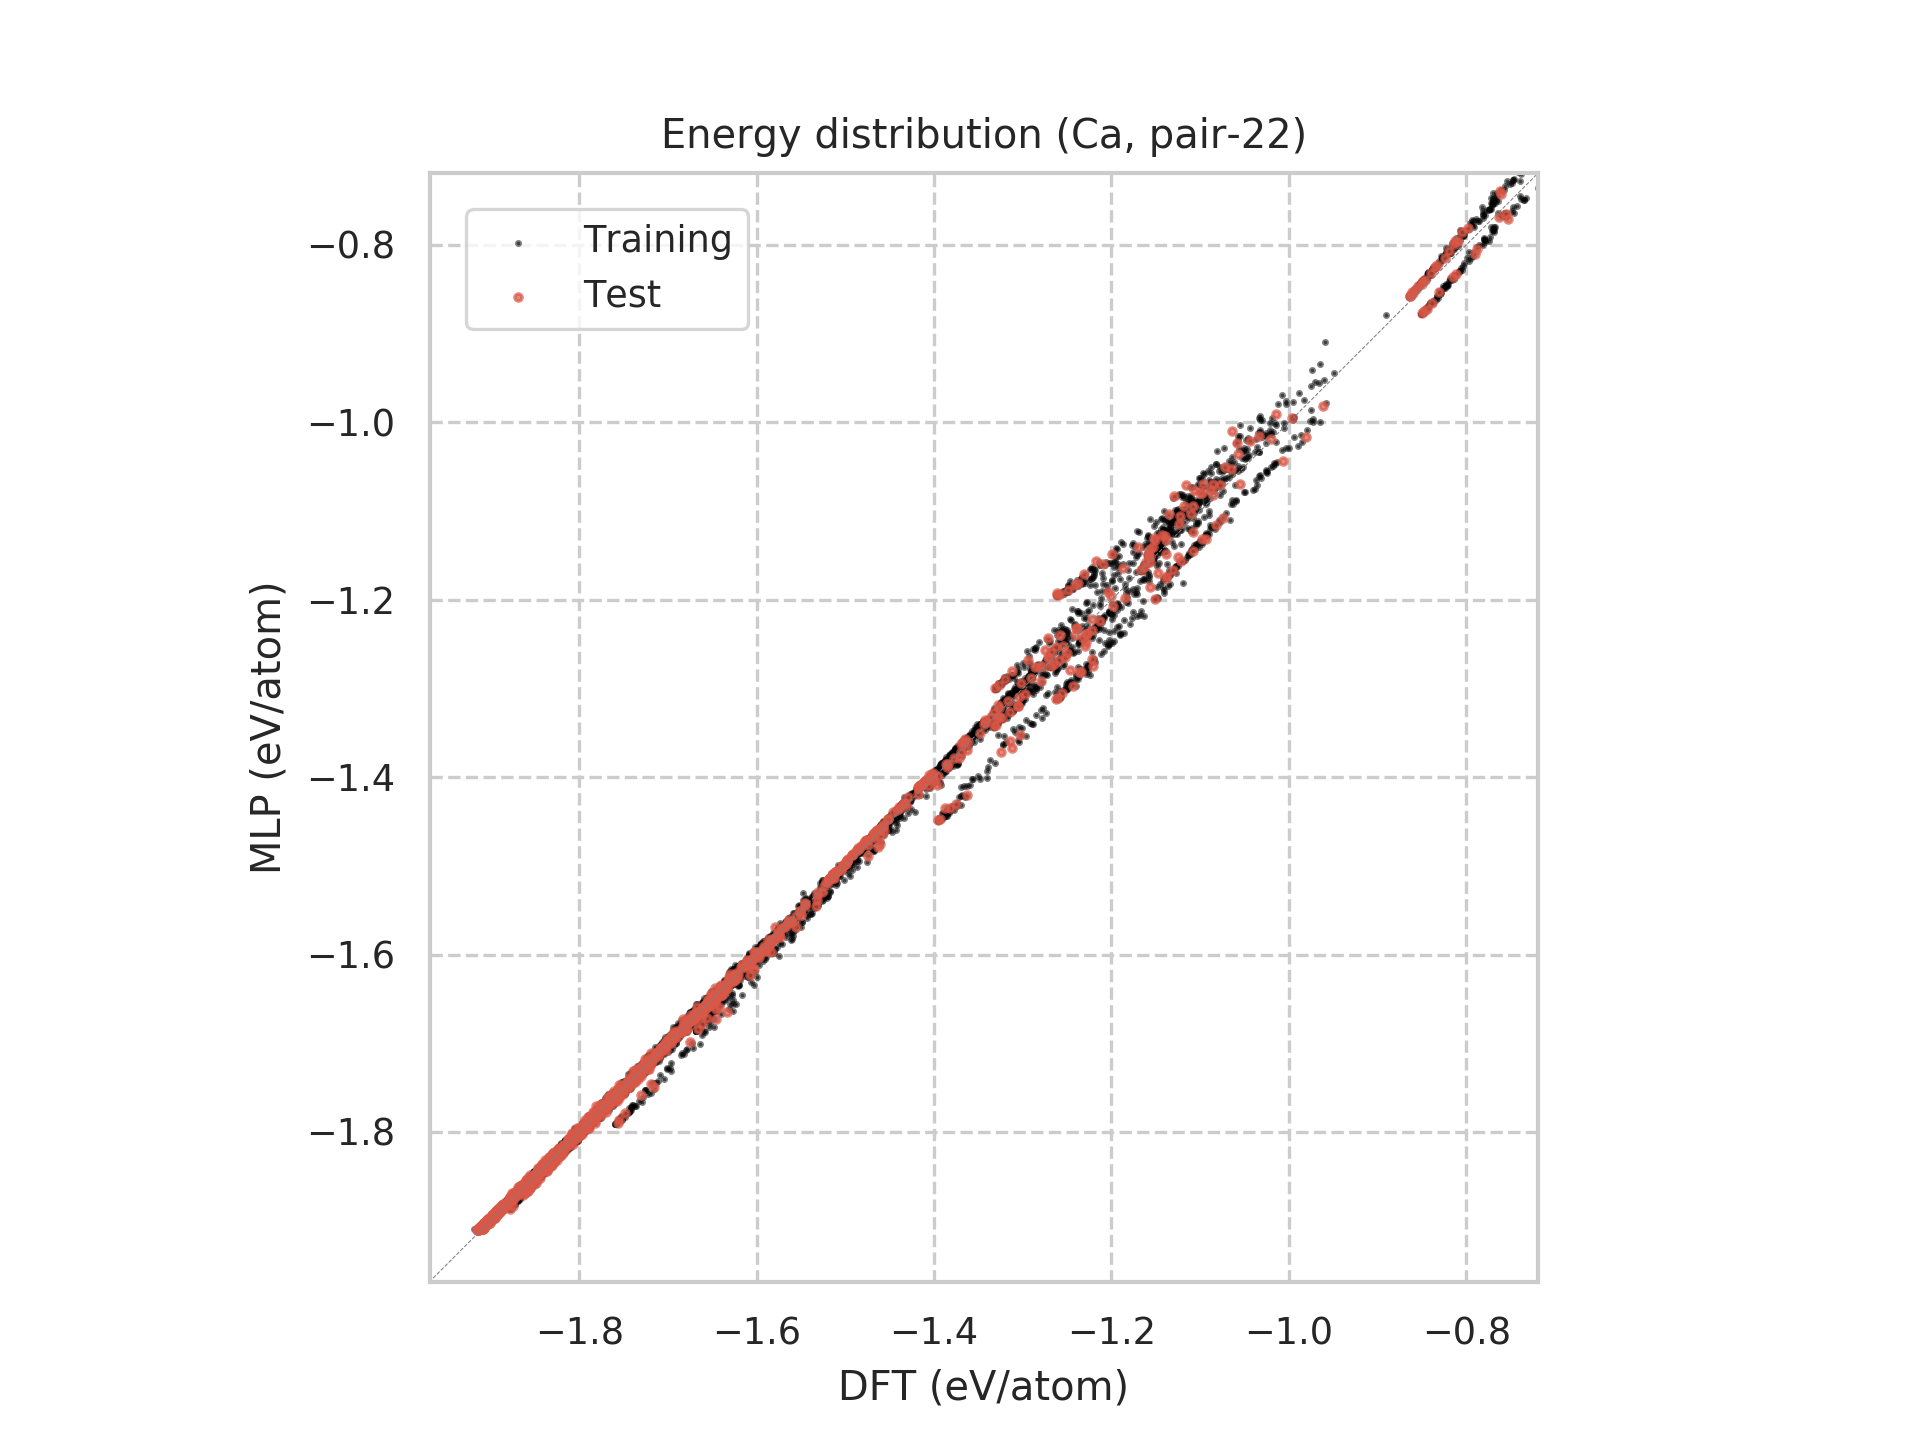 Energy distribution (Ca, pair-22)
Training
Test
−0.8
−1.0
−1.2
−1.4
−1.6
−1.8
MLP (eV/atom)
−1.8
−1.6
−1.4
−1.2
−1.0
−0.8
DFT (eV/atom)